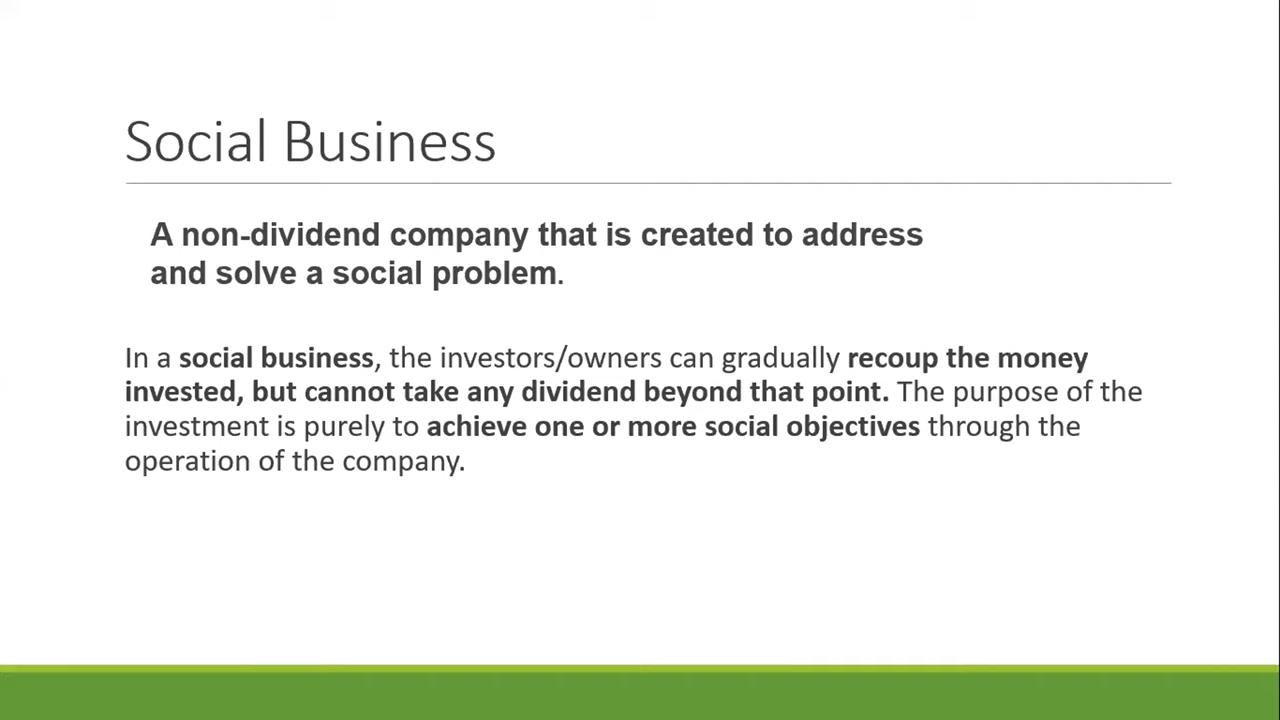 Social Business
A non-dividend company that is created to address
and solve a social problem.
In a social business, the investors/owners can gradually recoup the money
invested, but cannot take any dividend beyond that point. The purpose of the
investment is purely to achieve one or more social objectives through the
operation of the company.